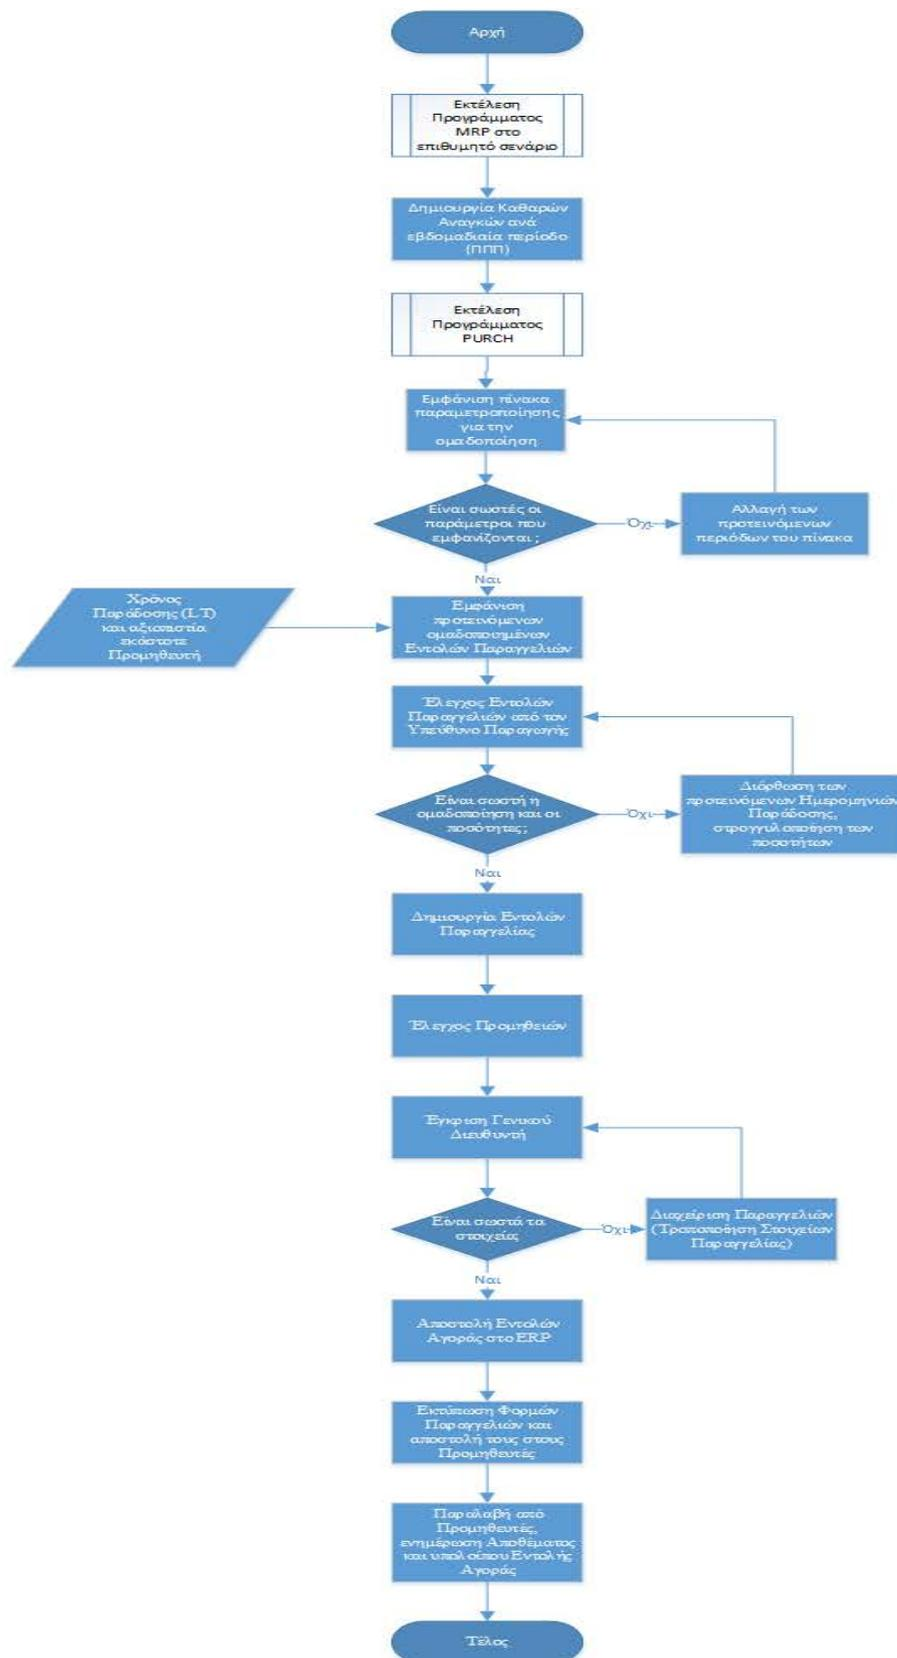 Αρχή
Εκτέλεση
Προγράμματος
MRP στο
επιθυμητό σενάριο
Δημιουργία Καθαρών
Αναγκών ανά
εβδομαδιαία περίοδο
(ΠΠΠ)
Εκτέλεση
Προγράμματος
PURCH
Εμφάνιση πίνακα
παραμετροποίησης
για την
ομαδοποίηση
Είναι σωστές οι
παράμετροι που
εμφανίζονται ;
Όχι
Αλλαγή των
προτεινόμενων
περιόδων του πίνακα
Ναι
Χρόνος
Παράδοσης (LT)
και αξιοπιστία
εκάστοτε
Προμηθευτή
Εμφάνιση
προτεινόμενων
ομαδοποιημένων
Εντολών Παραγγελιών
Έλεγχος Εντολών
Παραγγελιών από τον
Υπεύθυνο Παραγωγής
Είναι σωστή η
ομαδοποίηση και οι
ποσότητες;
Όχι
Διόρθωση των
προτεινόμενων Ημερομηνιών
Παράδοσης,
στρογγυλοποίηση των
ποσοτήτων
Ναι
Δημιουργία Εντολών
Παραγγελίας
Έλεγχος Προμηθειών
Έγκριση Γενικού
Διευθυντή
Είναι σωστά τα
στοιχεία
Όχι
Διαχείριση Παραγγελιών
(Τροποποίηση Στοιχείων
Παραγγελίας)
Ναι
Αποστολή Εντολών
Αγοράς στο ERP
Εκτύπωση Φορμών
Παραγγελιών και
αποστολή τους στους
Προμηθευτές
Παραλαβή από
Προμηθευτές,
ενημέρωση Αποθέματος
και υπολοίπου Εντολής
Αγοράς
Τέλος